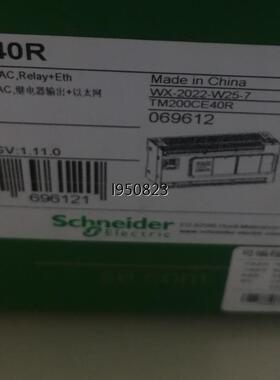 40R
AC,Relay+Eth
AC,继电器输出+以太网
Made in China
WX-2022-W25-7
TM200CE40R
069612
SV:1.11.0
I950823
Schneider
Electric
696121